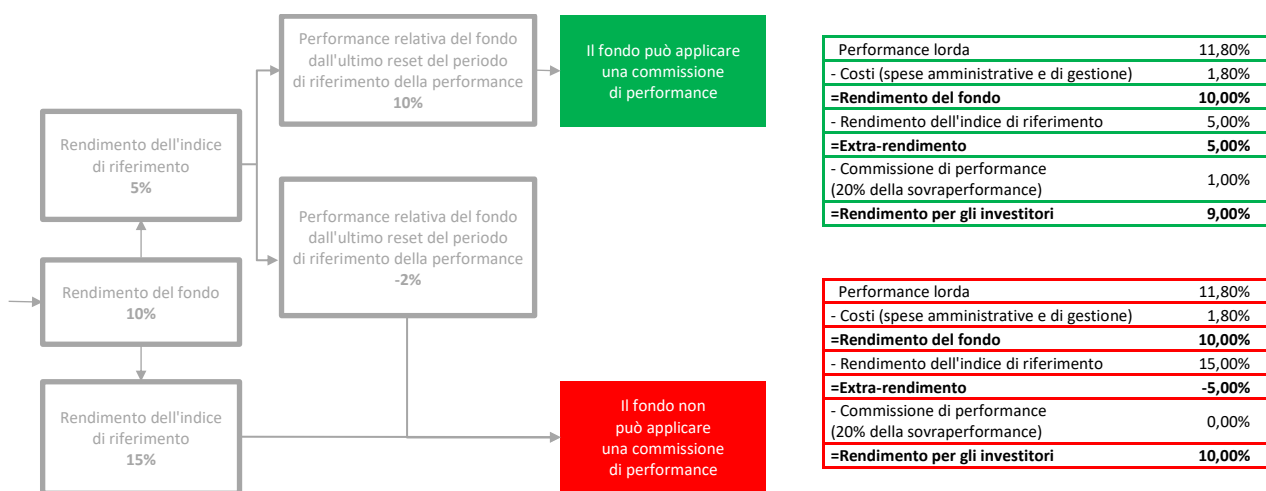 Performance relativa del fondo
dall'ultimo reset del periodo
di riferimento della performance
10%
Il fondo può applicare
una commissione
di performance
Rendimento dell'indice
di riferimento
5%
Performance relativa del fondo
dall'ultimo reset del periodo
di riferimento della performance
-2%
Rendimento del fondo
10%
Rendimento dell'indice
di riferimento
15%
Il fondo non
può applicare
una commissione
di performance
Performance lorda 11,80%
- Costi (spese amministrative e di gestione) 1,80%
=Rendimento del fondo 10,00%
- Rendimento dell'indice di riferimento 5,00%
=Extra-rendimento 5,00%
- Commissione di performance
(20% della sovraperformance) 1,00%
=Rendimento per gli investitori 9,00%
Performance lorda 11,80%
- Costi (spese amministrative e di gestione) 1,80%
=Rendimento del fondo 10,00%
- Rendimento dell'indice di riferimento 15,00%
=Extra-rendimento -5,00%
- Commissione di performance
(20% della sovraperformance) 0,00%
=Rendimento per gli investitori 10,00%